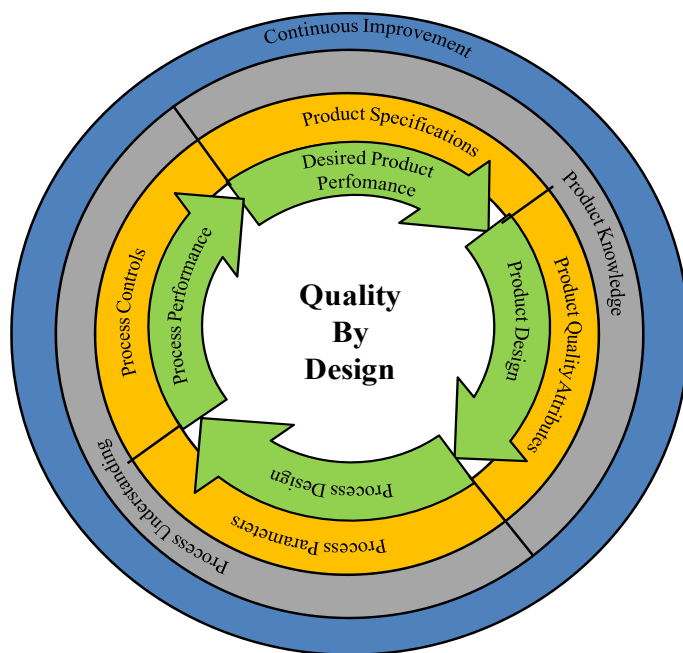 Continuous Improvement
Product Specifications
Desired Product
Perfomance
Product Knowledge
Product Quality Attributes
Product Design
Quality
By
Design
Process Performance
Process Controls
Process Design
Process Parameters
Process Understanding